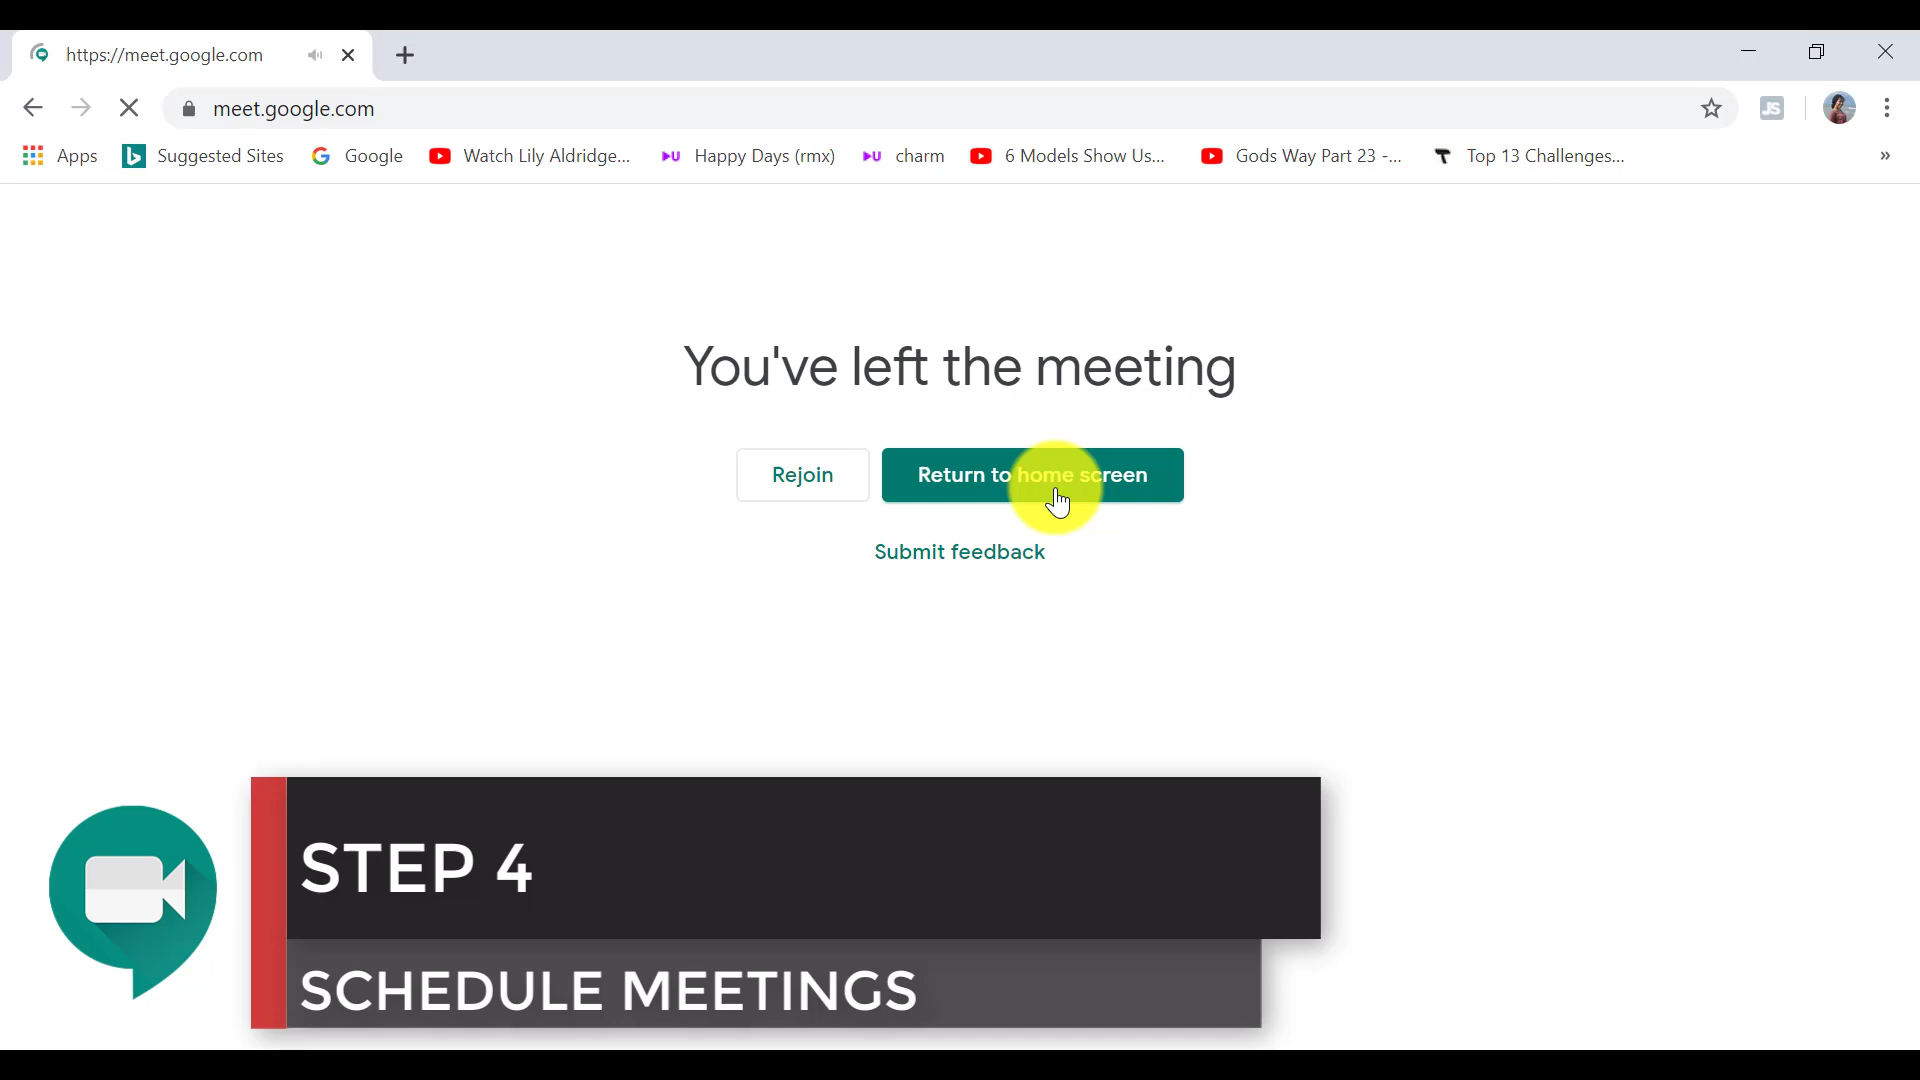 https://meet.google.com
meet.google.com
JS
Apps
Suggested Sites
Google
Watch Lily Aldridge...
Happy Days (rmx)
charm
6 Models Show Us...
Gods Way Part 23 -...
Top 13 Challenges...
»
You've left the meeting
Rejoin
Return to home screen
Submit feedback
STEP 4
SCHEDULE MEETINGS